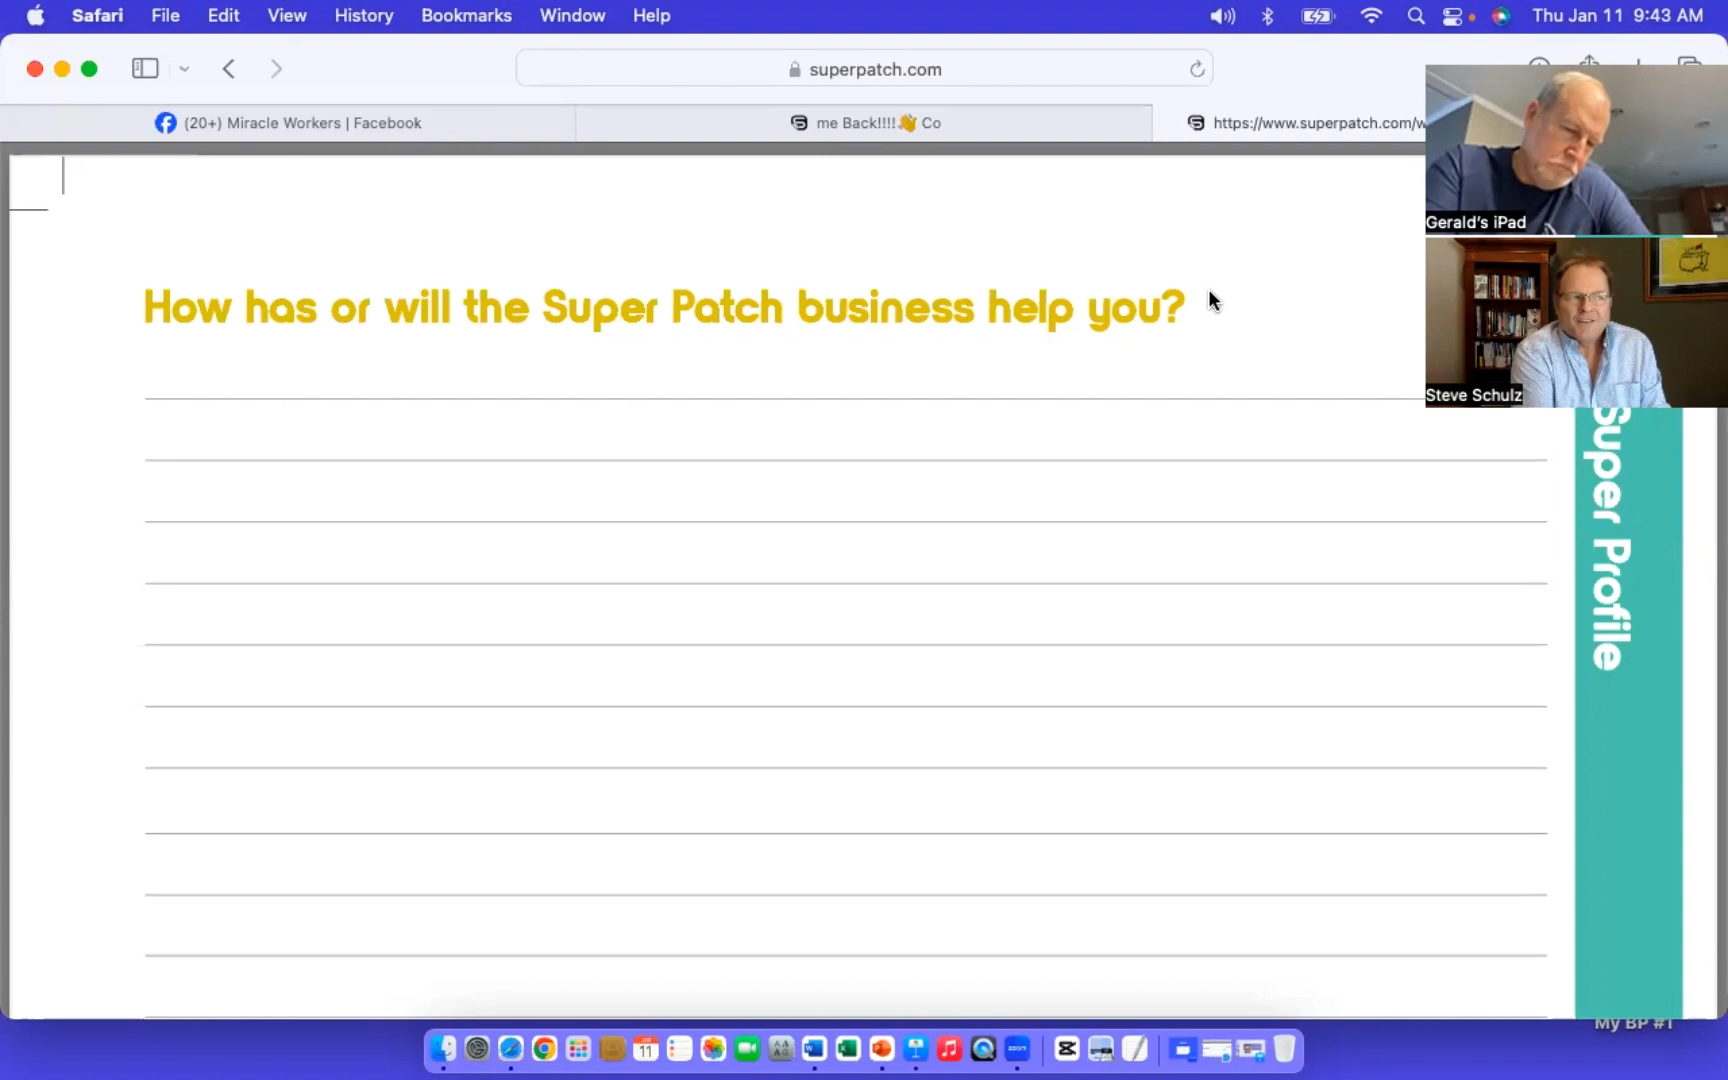 Safari File Edit View History Bookmarks Window Help Thu Jan 11 9:43 AM
superpatch.com
(20+) Miracle Workers | Facebook
me Back!!!!👋 Co
https://www.superpatch.com/w
Gerald's iPad
How has or will the Super Patch business help you?
Steve Schulz
Super Profile
My BP #1
11
zoom